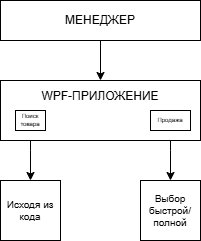 МЕНЕДЖЕР
WPF-ПРИЛОЖЕНИЕ
Поиск
товара
Продажа
Исходя из
кода
Выбор
быстрой/
полной